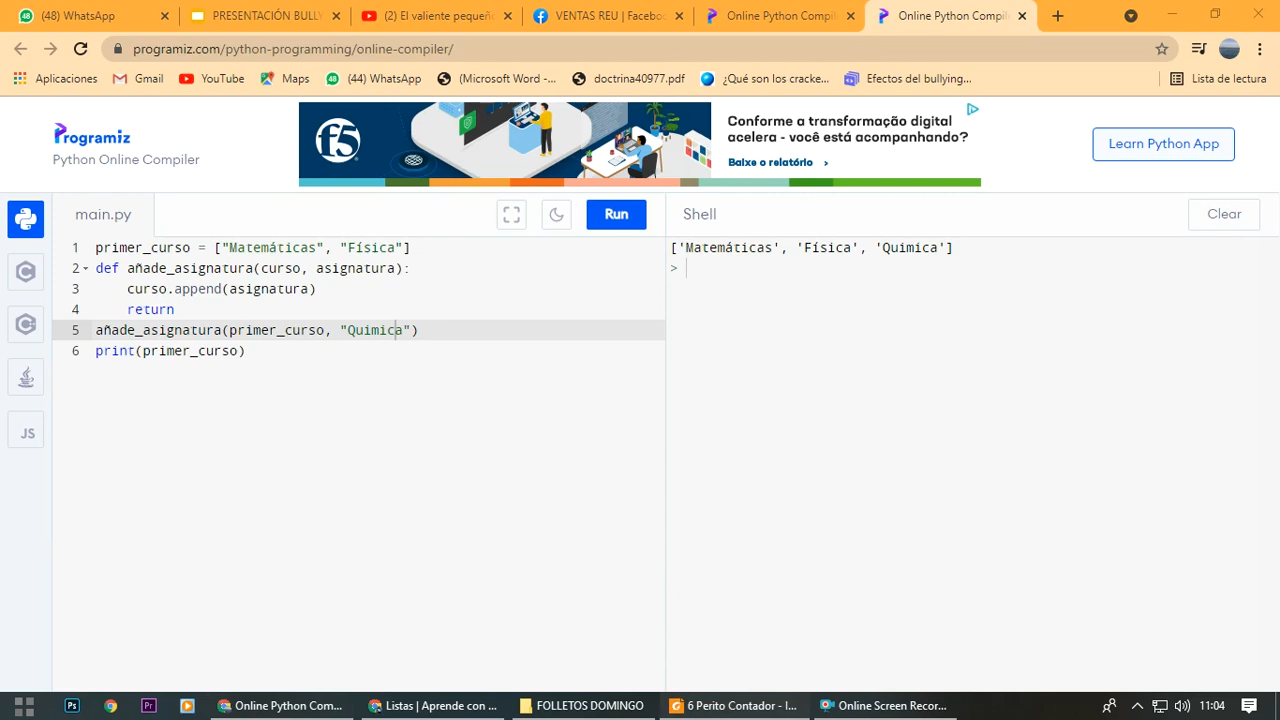 (48) WhatsApp
PRESENTACIÓN BULLY
(2) El valiente pequeño
VENTAS REU | Facebo
Online Python Compil
Online Python Compile
programiz.com/python-programming/online-compiler/
Aplicaciones
Gmail
YouTube
Maps
(44) WhatsApp
(Microsoft Word -...
doctrina40977.pdf
¿Qué son los cracke...
Efectos del bullying...
Lista de lectura
Programiz
Python Online Compiler
f5
Conforme a transformação digital
acelera - você está acompanhando?
Baixe o relatório ›
Learn Python App
main.py
Run
Shell
Clear
1 primer_curso = ["Matemáticas", "Física"]
2 def añade_asignatura(curso, asignatura):
3 curso.append(asignatura)
4 return
5 añade_asignatura(primer_curso, "Quimica")
6 print(primer_curso)
['Matemáticas', 'Física', 'Quimica']
>
JS
Ps
Pr
Online Python Com...
Listas | Aprende con ...
FOLLETOS DOMINGO
6 Perito Contador - I...
Online Screen Recor...
11:04